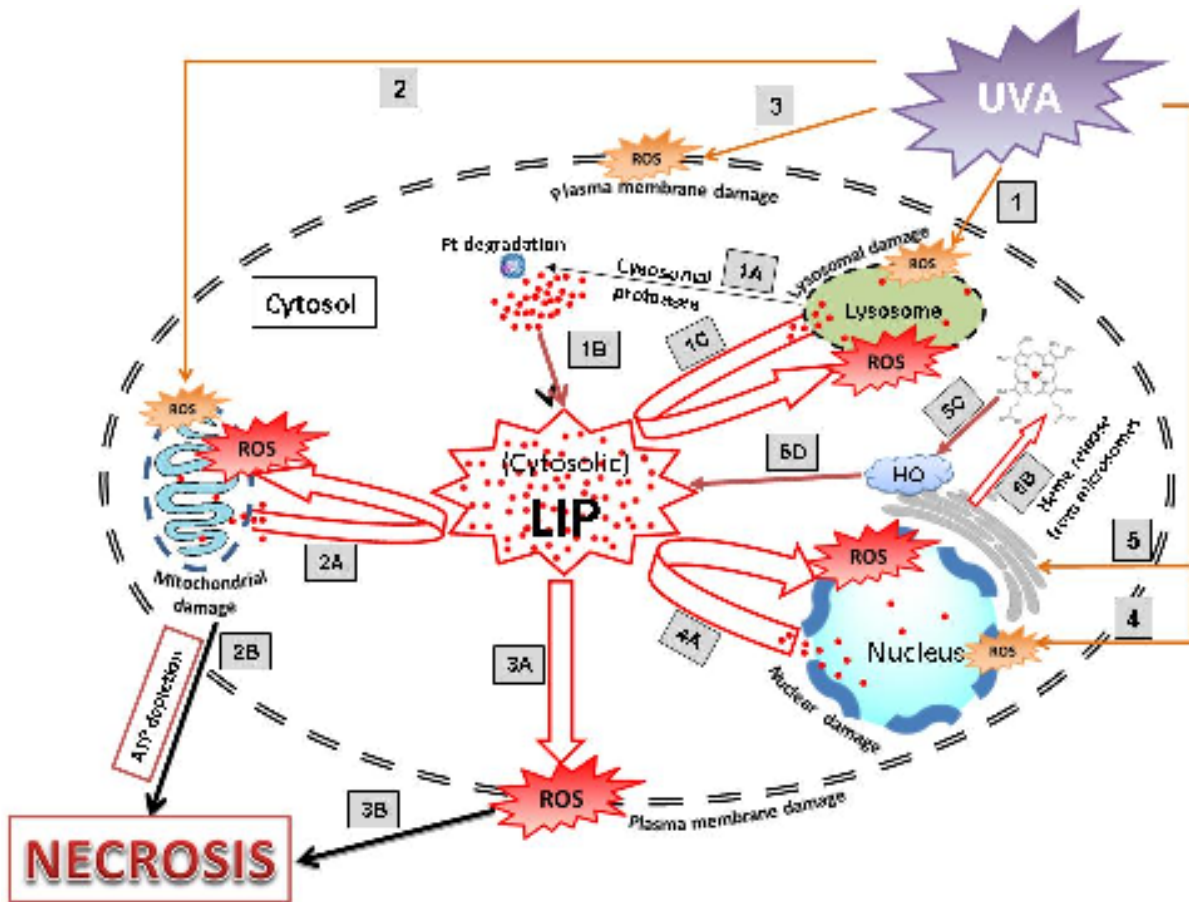 UVA
2
3
ROS
Plasma membrane damage
1
Ft degradation
Lysosomal
proteases
1A
Lysosomal damage
ROS
Lysosome
ROS
Cytosol
1B
1C
ROS
ROS
(Cytosolic)
LIP
5D
5C
HO
5B
Heme release
from microsomes
5
2A
Mitochondrial
damage
ROS
4A
Nucleus
ROS
4
Nuclear damage
2B
ATP depletion
3A
ROS
Plasma membrane damage
3B
NECROSIS